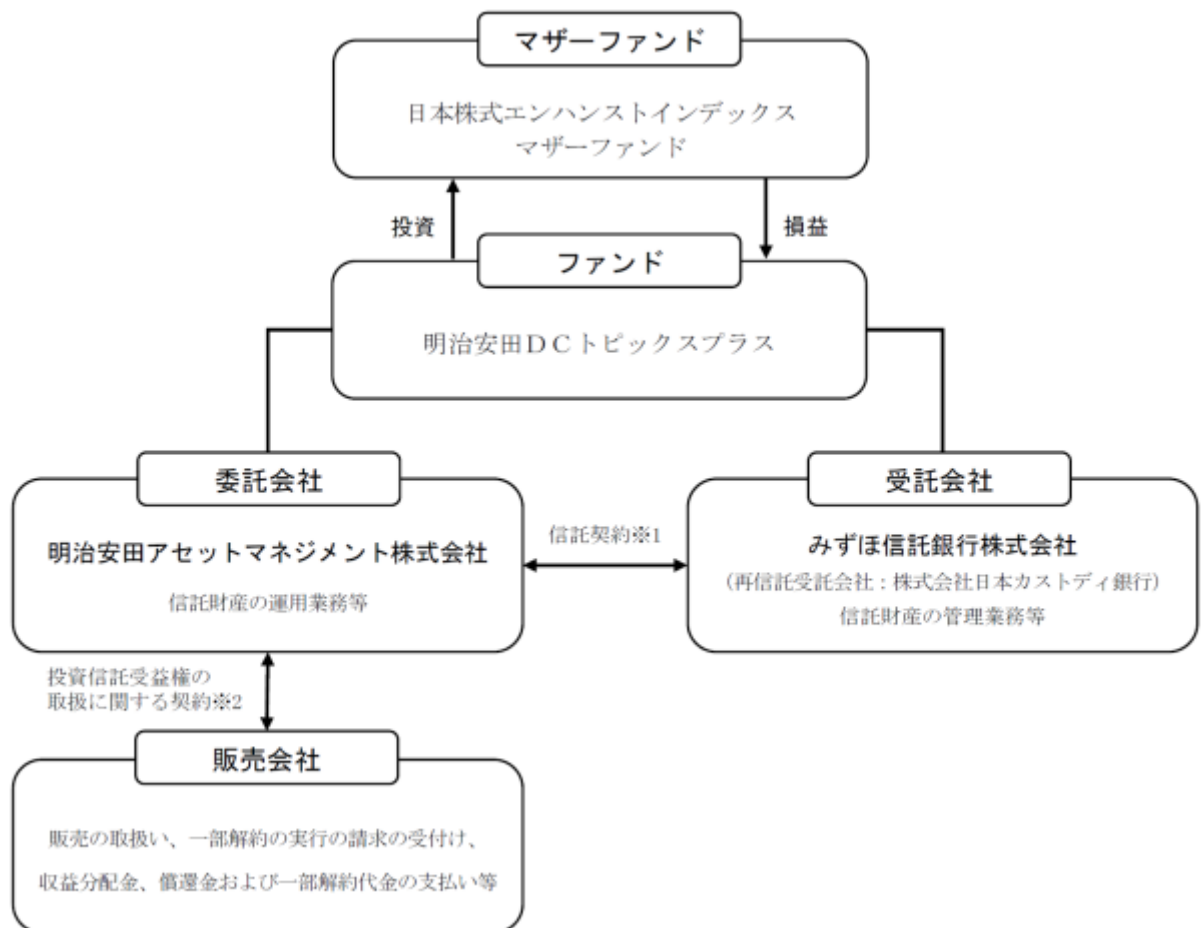 マザーファンド
日本株式エンハンストインデックス
マザーファンド
投資
損益
ファンド
明治安田ＤＣトピックスプラス
委託会社
明治安田アセットマネジメント株式会社
信託財産の運用業務等
信託契約※1
受託会社
みずほ信託銀行株式会社
（再信託受託会社：株式会社日本カストディ銀行）
信託財産の管理業務等
投資信託受益権の
取扱に関する契約※2
販売会社
販売の取扱い、一部解約の実行の請求の受付け、
収益分配金、償還金および一部解約代金の支払い等